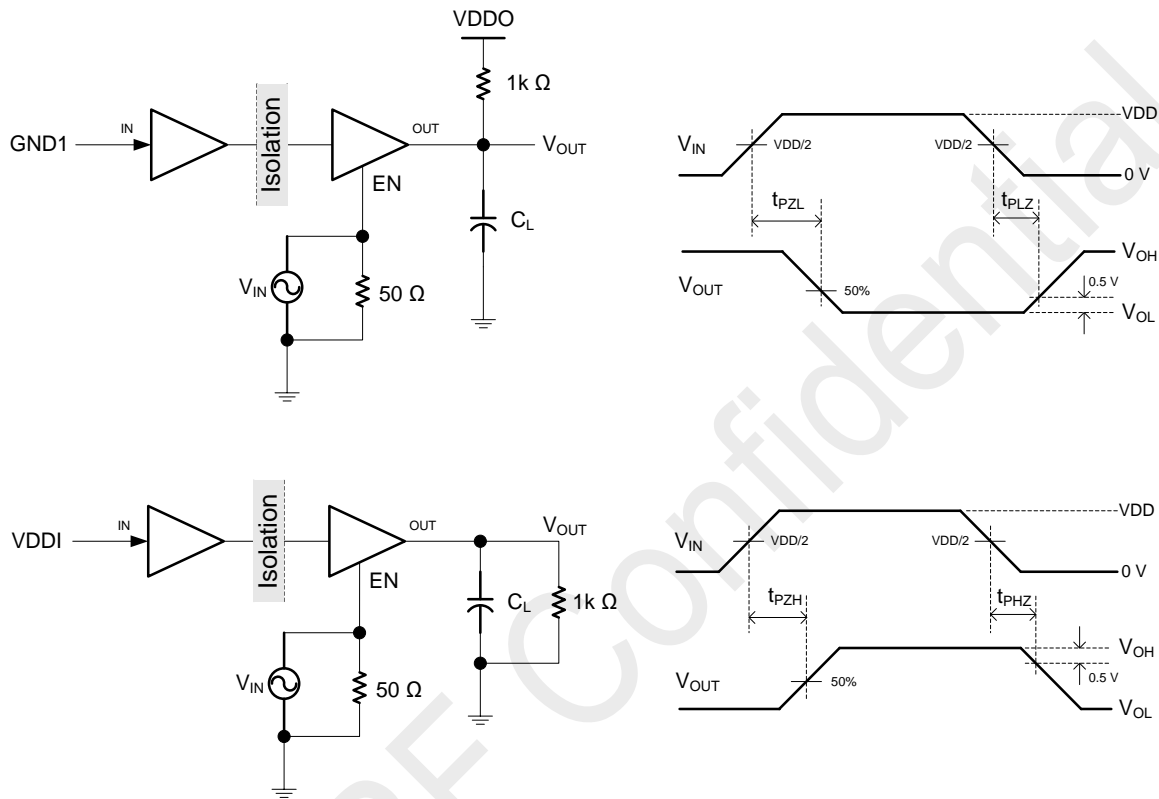 VDDO
1k Ω
IN
OUT
GND1
Isolation
V_OUT
EN
C_L
V_IN
50 Ω
VDD
V_IN
VDD/2
VDD/2
0 V
t_PZL
t_PLZ
V_OH
V_OUT
0.5 V
50%
V_OL
IN
OUT
V_OUT
VDDI
Isolation
EN
C_L
1k Ω
V_IN
50 Ω
VDD
V_IN
VDD/2
VDD/2
0 V
t_PZH
t_PHZ
V_OH
V_OUT
0.5 V
50%
V_OL
Confidential